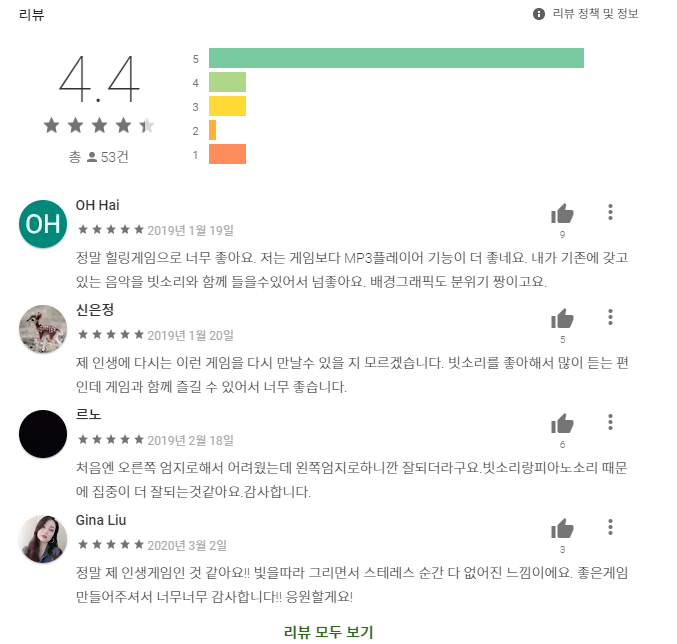 리뷰
리뷰 정책 및 정보
4.4
총 53건
5
4
3
2
1
OH
OH Hai
2019년 1월 19일
9
정말 힐링게임으로 너무 좋아요. 저는 게임보다 MP3플레이어 기능이 더 좋네요. 내가 기존에 갖고
있는 음악을 빗소리와 함께 들을수있어서 넘좋아요. 배경그래픽도 분위기 짱이고요.
신은정
2019년 1월 20일
5
제 인생에 다시는 이런 게임을 다시 만날수 있을 지 모르겠습니다. 빗소리를 좋아해서 많이 듣는 편
인데 게임과 함께 즐길 수 있어서 너무 좋습니다.
르노
2019년 2월 18일
6
처음엔 오른쪽 엄지로해서 어려웠는데 왼쪽엄지로하니깐 잘되더라구요.빗소리랑피아노소리 때문
에 집중이 더 잘되는것같아요.감사합니다.
Gina Liu
2020년 3월 2일
3
정말 제 인생게임인 것 같아요!! 빛을따라 그리면서 스테레스 순간 다 없어진 느낌이에요. 좋은게임
만들어주셔서 너무너무 감사합니다!! 응원할게요!
리뷰 모두 보기